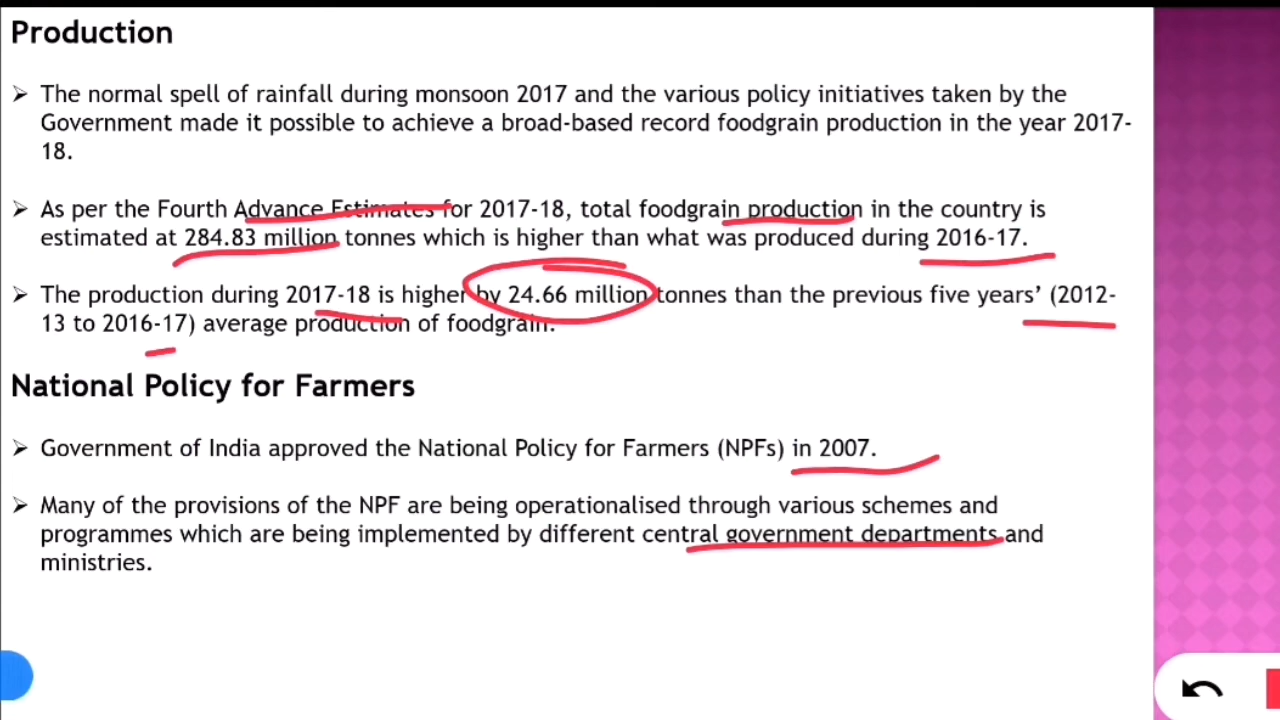 Production
➢ The normal spell of rainfall during monsoon 2017 and the various policy initiatives taken by the
Government made it possible to achieve a broad-based record foodgrain production in the year 2017-
18.
➢ As per the Fourth Advance Estimates for 2017-18, total foodgrain production in the country is
estimated at 284.83 million tonnes which is higher than what was produced during 2016-17.
➢ The production during 2017-18 is higher by 24.66 million tonnes than the previous five years’ (2012-
13 to 2016-17) average production of foodgrain.
National Policy for Farmers
➢ Government of India approved the National Policy for Farmers (NPFs) in 2007.
➢ Many of the provisions of the NPF are being operationalised through various schemes and
programmes which are being implemented by different central government departments and
ministries.